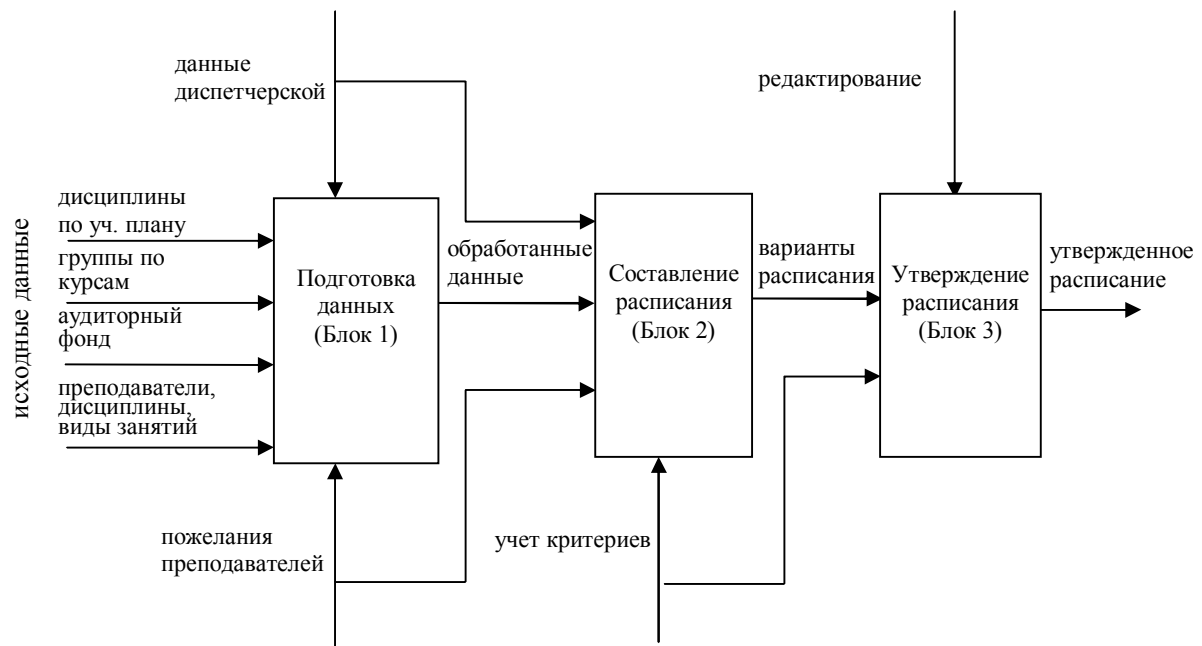 данные
диспетчерской
редактирование
исходные данные
дисциплины
по уч. плану
группы по
курсам
аудиторный
фонд
преподаватели,
дисциплины,
виды занятий
Подготовка
данных
(Блок 1)
обработанные
данные
Составление
расписания
(Блок 2)
варианты
расписания
Утверждение
расписания
(Блок 3)
утвержденное
расписание
пожелания
преподавателей
учет критериев